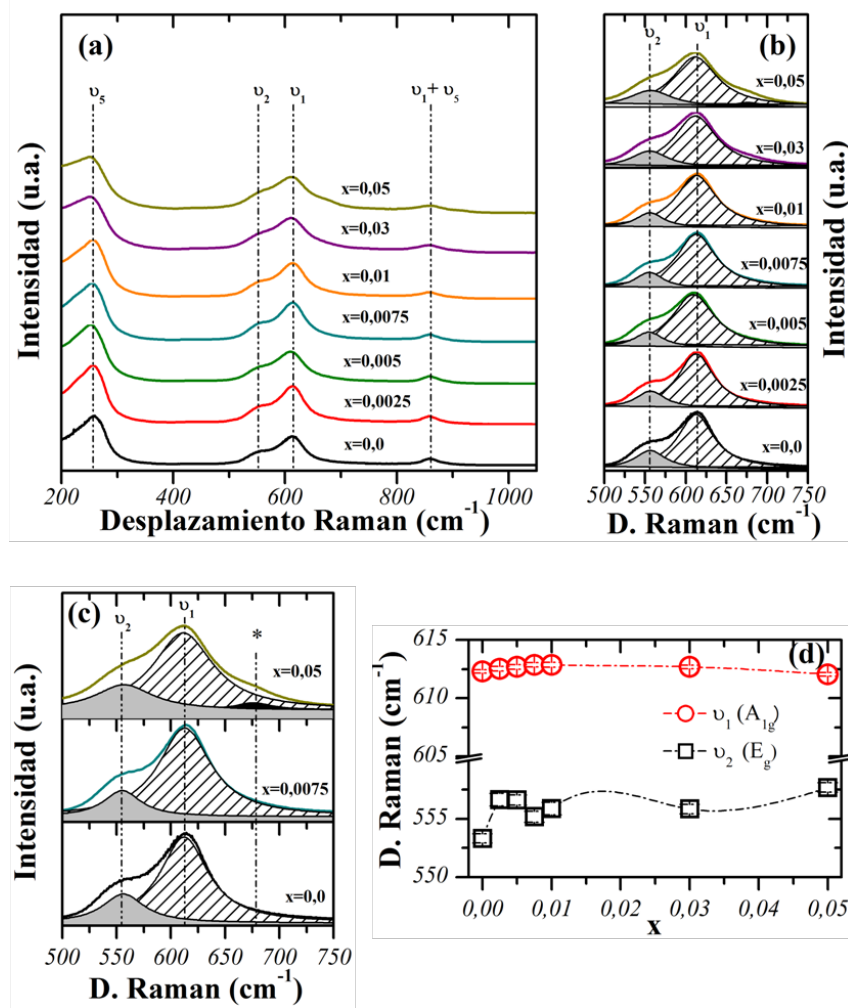 (a)
Intensidad (u.a.)
υ5
υ2
υ1
υ1+ υ5
x=0,05
x=0,03
x=0,01
x=0,0075
x=0,005
x=0,0025
x=0,0
200
400
600
800
1000
Desplazamiento Raman (cm-1)
(b)
Intensidad (u.a.)
υ2
υ1
x=0,05
x=0,03
x=0,01
x=0,0075
x=0,005
x=0,0025
x=0,0
500 550 600 650 700 750
D. Raman (cm-1)
(c)
Intensidad (u.a.)
υ2
υ1
*
x=0,05
x=0,0075
x=0,0
500 550 600 650 700 750
D. Raman (cm-1)
(d)
D. Raman (cm-1)
615
612
605
555
550
υ1 (A1g)
υ2 (Eg)
0,00 0,01 0,02 0,03 0,04 0,05
x